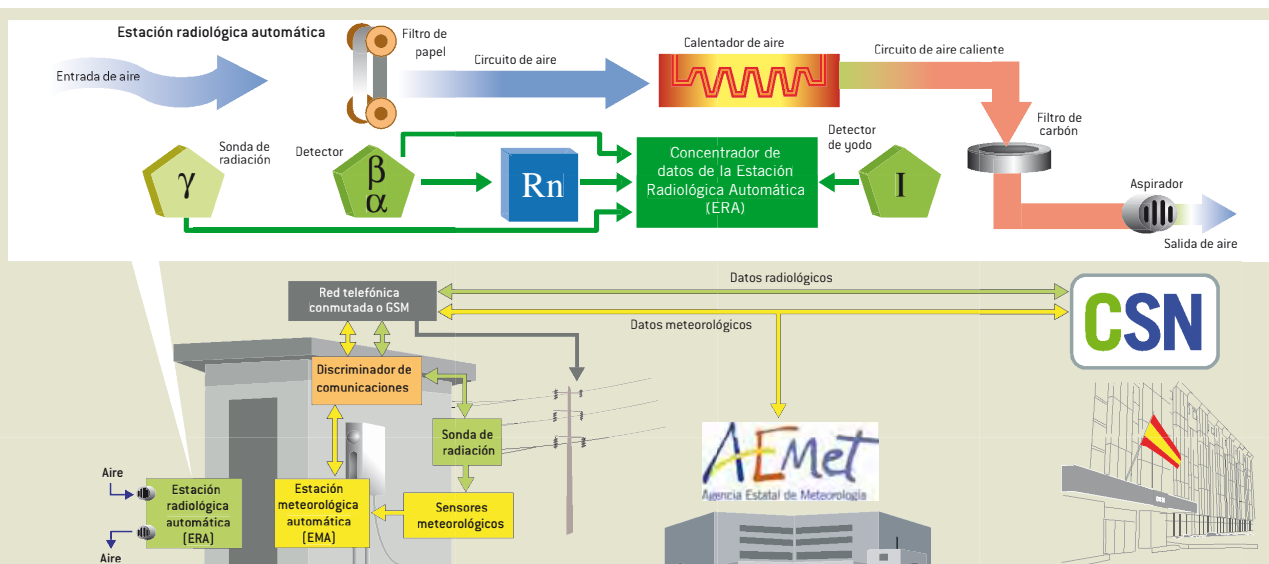 Estación radiológica automática
Entrada de aire
Filtro de
papel
Circuito de aire
Calentador de aire
Circuito de aire caliente
Filtro de
carbón
Sonda de
radiación
γ
Detector
β
α
Rn
Concentrador de
datos de la Estación
Radiológica Automática
(ERA)
Detector
de yodo
I
Aspirador
Salida de aire
Red telefónica
conmutada o GSM
Datos radiológicos
Datos meteorológicos
CSN
Discriminador de
comunicaciones
Sonda de
radiación
AEMet
Agencia Estatal de Meteorología
CSN
Aire
Estación
radiológica
automática
(ERA)
Estación
meteorológica
automática
(EMA)
Sensores
meteorológicos
Aire